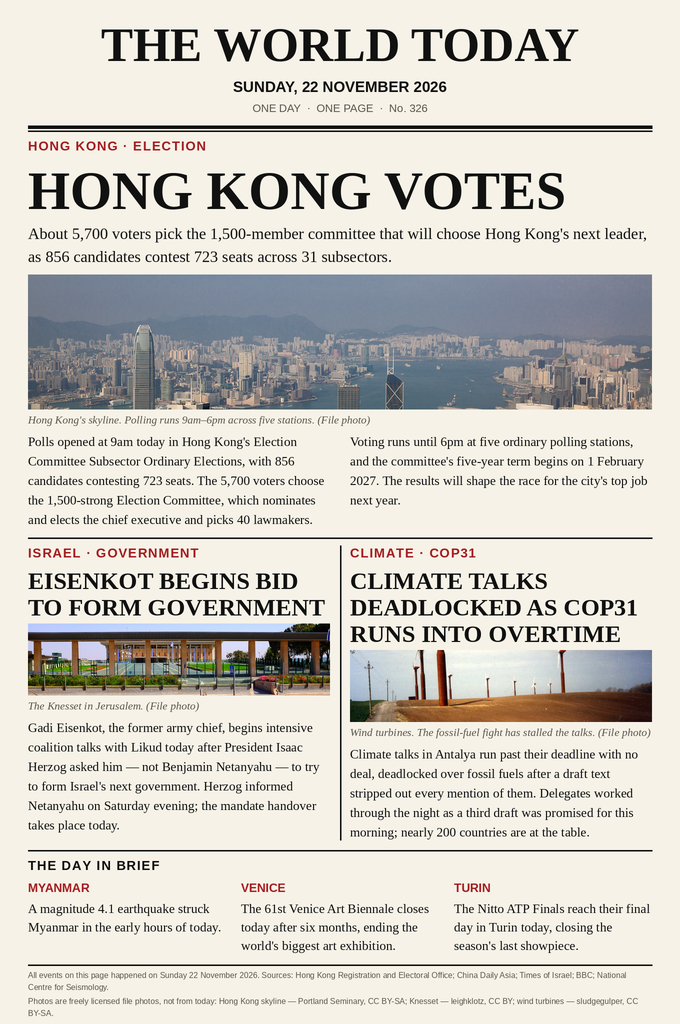 THE WORLD TODAY
SUNDAY, 22 NOVEMBER 2026
ONE DAY · ONE PAGE · No. 326
HONG KONG · ELECTION
HONG KONG VOTES
About 5,700 voters pick the 1,500-member committee that will choose Hong Kong's next leader,
as 856 candidates contest 723 seats across 31 subsectors.
Hong Kong's skyline. Polling runs 9am–6pm across five stations. (File photo)
Polls opened at 9am today in Hong Kong's Election
Committee Subsector Ordinary Elections, with 856
candidates contesting 723 seats. The 5,700 voters choose
the 1,500-strong Election Committee, which nominates
and elects the chief executive and picks 40 lawmakers.
Voting runs until 6pm at five ordinary polling stations,
and the committee's five-year term begins on 1 February
2027. The results will shape the race for the city's top job
next year.
ISRAEL · GOVERNMENT
EISENKOT BEGINS BID
TO FORM GOVERNMENT
The Knesset in Jerusalem. (File photo)
Gadi Eisenkot, the former army chief, begins intensive
coalition talks with Likud today after President Isaac
Herzog asked him — not Benjamin Netanyahu — to try
to form Israel's next government. Herzog informed
Netanyahu on Saturday evening; the mandate handover
takes place today.
CLIMATE · COP31
CLIMATE TALKS
DEADLOCKED AS COP31
RUNS INTO OVERTIME
Wind turbines. The fossil-fuel fight has stalled the talks. (File photo)
Climate talks in Antalya run past their deadline with no
deal, deadlocked over fossil fuels after a draft text
stripped out every mention of them. Delegates worked
through the night as a third draft was promised for this
morning; nearly 200 countries are at the table.
THE DAY IN BRIEF
MYANMAR
A magnitude 4.1 earthquake struck
Myanmar in the early hours of today.
VENICE
The 61st Venice Art Biennale closes
today after six months, ending the
world's biggest art exhibition.
TURIN
The Nitto ATP Finals reach their final
day in Turin today, closing the
season's last showpiece.
All events on this page happened on Sunday 22 November 2026. Sources: Hong Kong Registration and Electoral Office; China Daily Asia; Times of Israel; BBC; National
Centre for Seismology.
Photos are freely licensed file photos, not from today: Hong Kong skyline — Portland Seminary, CC BY-SA; Knesset — leighklotz, CC BY; wind turbines — sludgegulper, CC
BY-SA.